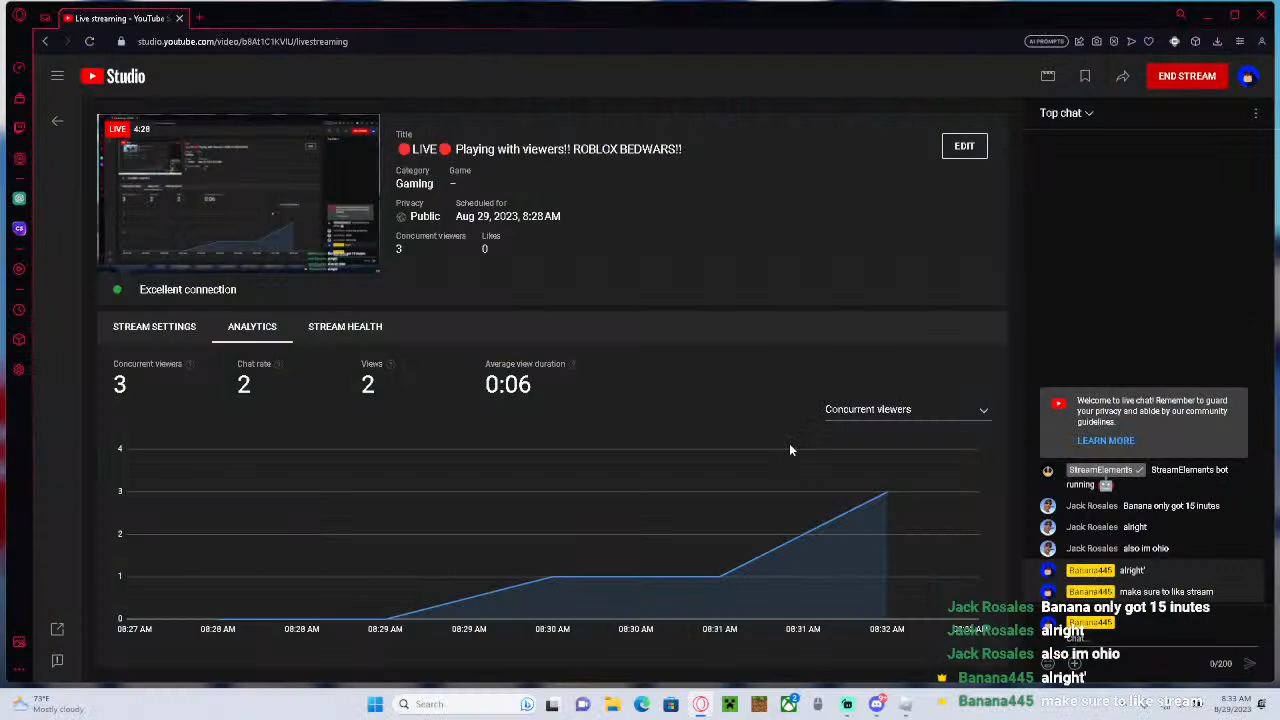 Live streaming - YouTube S
studio.youtube.com/video/b8At1C1KVIU/livestreaming
AI PROMPTS
Studio
END STREAM
LIVE 4:28
Title
🔴LIVE🔴 Playing with viewers!! ROBLOX BEDWARS!!
EDIT
Category Game
Gaming –
Privacy Scheduled for
Public Aug 29, 2023, 8:28 AM
Concurrent viewers Likes
3 0
Excellent connection
STREAM SETTINGS ANALYTICS STREAM HEALTH
Concurrent viewers Chat rate Views Average view duration
3 2 2 0:06
Concurrent viewers
4
3
2
1
0
08:27 AM 08:28 AM 08:28 AM 08:29 AM 08:29 AM 08:30 AM 08:30 AM 08:31 AM 08:31 AM 08:32 AM
Top chat
Welcome to live chat! Remember to guard
your privacy and abide by our community
guidelines.
LEARN MORE
StreamElements StreamElements bot
running 🤖
Jack Rosales Banana only got 15 inutes
Jack Rosales alright
Jack Rosales also im ohio
Banana445 alright'
Banana445 make sure to like stream
Banana445
Chat...
0/200
Jack Rosales Banana only got 15 inutes
Jack Rosales alright
Jack Rosales also im ohio
Banana445 alright'
Banana445 make sure to like stream
73°F
Mostly cloudy
Search
8:33 AM
8/29/2023